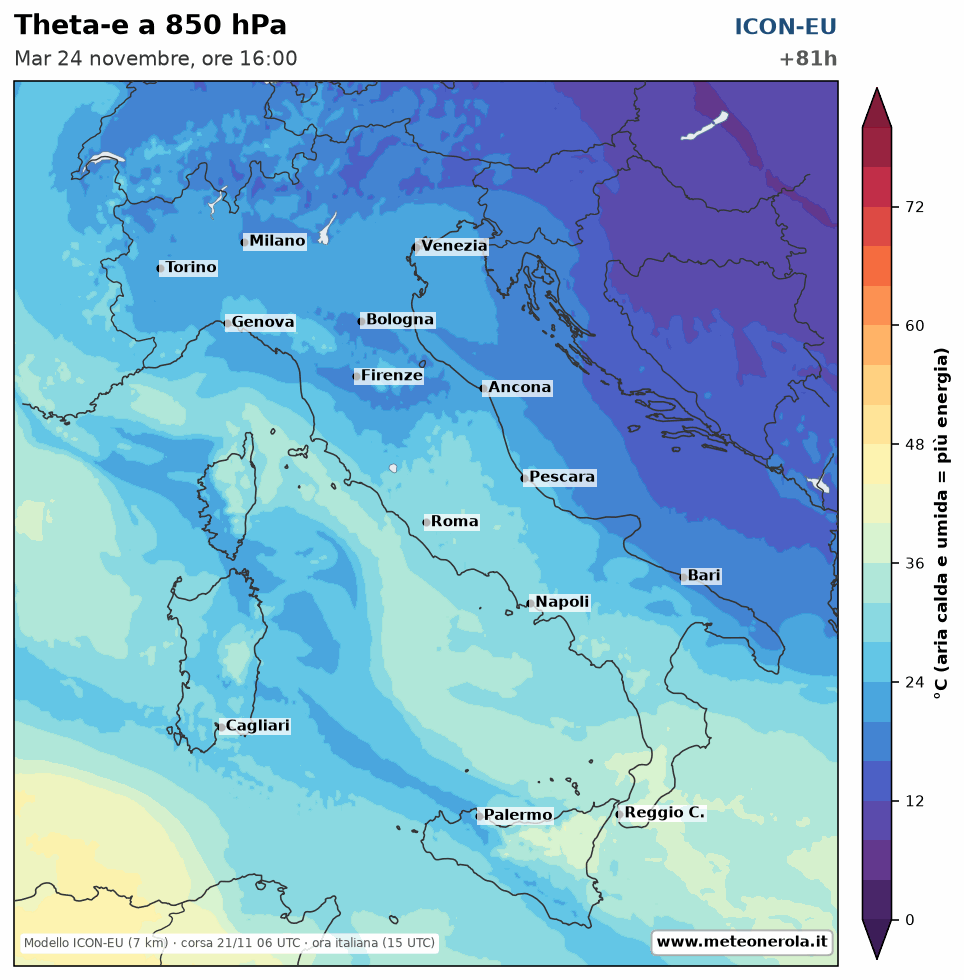 Theta-e a 850 hPa
ICON-EU
Mar 24 novembre, ore 16:00
+81h
Milano
Venezia
Torino
Genova
Bologna
Firenze
Ancona
Pescara
Roma
Bari
Napoli
Cagliari
Palermo
Reggio C.
72
60
48
36
24
12
0
°C (aria calda e umida = più energia)
Modello ICON-EU (7 km) · corsa 21/11 06 UTC · ora italiana (15 UTC)
www.meteonerola.it